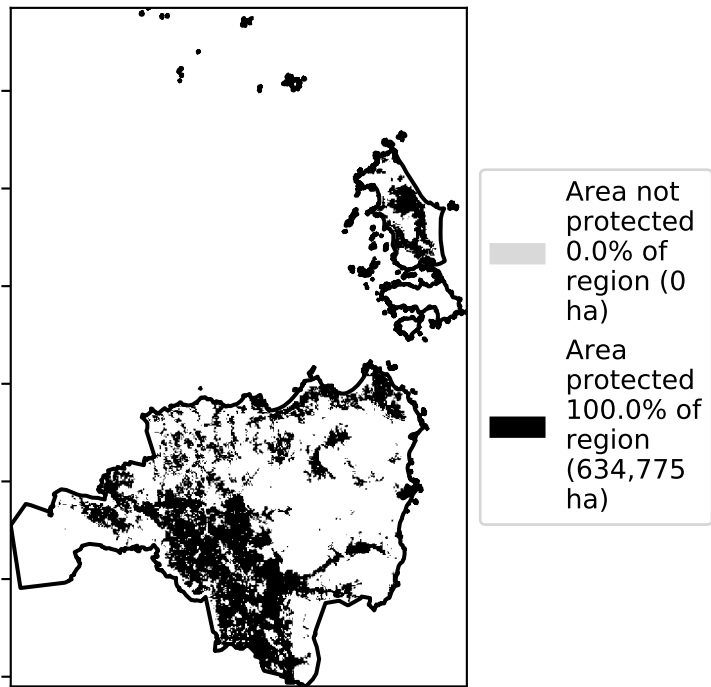 Area not
protected
0.0% of
region (0
ha)
Area
protected
100.0% of
region
(634,775
ha)